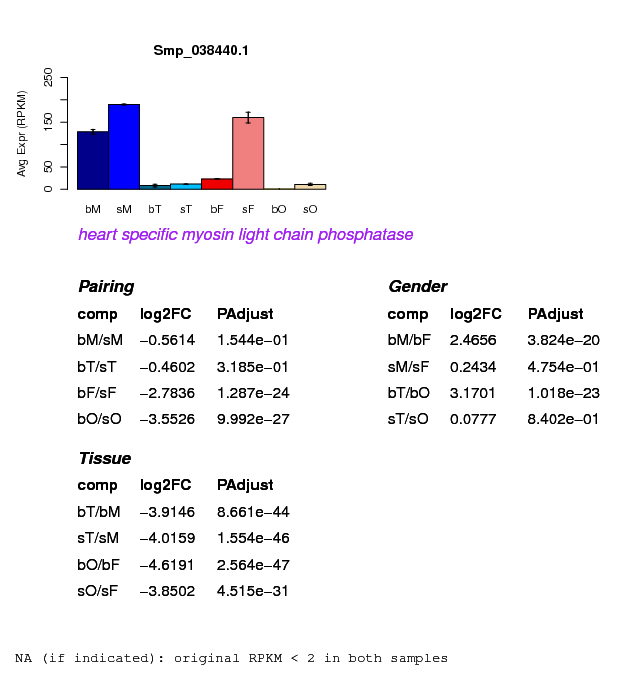 Smp_038440.1
Avg Expr (RPKM)
250
150
50
0
bM sM bT sT bF sF bO sO
heart specific myosin light chain phosphatase
Pairing
comp log2FC PAdjust
bM/sM −0.5614 1.544e−01
bT/sT −0.4602 3.185e−01
bF/sF −2.7836 1.287e−24
bO/sO −3.5526 9.992e−27
Gender
comp log2FC PAdjust
bM/bF 2.4656 3.824e−20
sM/sF 0.2434 4.754e−01
bT/bO 3.1701 1.018e−23
sT/sO 0.0777 8.402e−01
Tissue
comp log2FC PAdjust
bT/bM −3.9146 8.661e−44
sT/sM −4.0159 1.554e−46
bO/bF −4.6191 2.564e−47
sO/sF −3.8502 4.515e−31
NA (if indicated): original RPKM < 2 in both samples